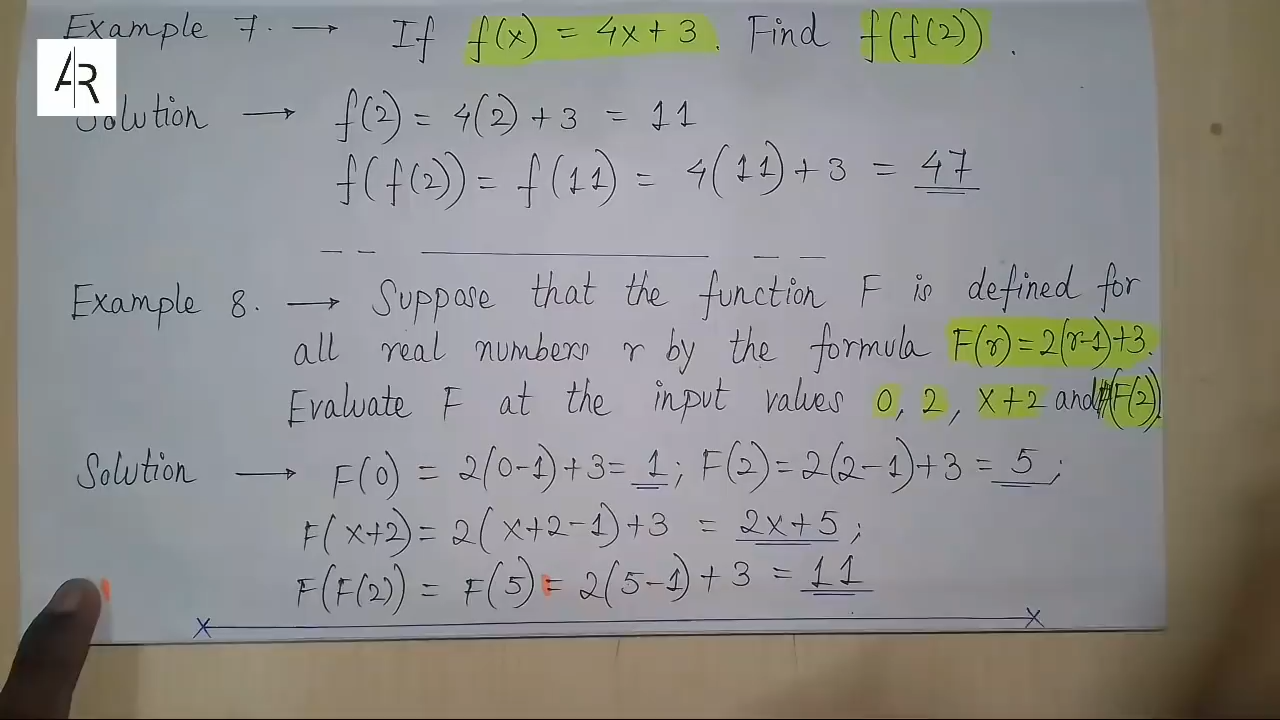 Example 7. → If f(x) = 4x + 3. Find f(f(2)).
AR
Solution → f(2) = 4(2) + 3 = 11
f(f(2)) = f(11) = 4(11) + 3 = 47
Example 8. → Suppose that the function F is defined for
all real numbers r by the formula F(r) = 2(r-1)+3.
Evaluate F at the input values 0, 2, x+2 and F(F(2)).
Solution → F(0) = 2(0-1)+3 = 1; F(2) = 2(2-1)+3 = 5;
F(x+2) = 2(x+2-1)+3 = 2x+5;
F(F(2)) = F(5) = 2(5-1)+3 = 11